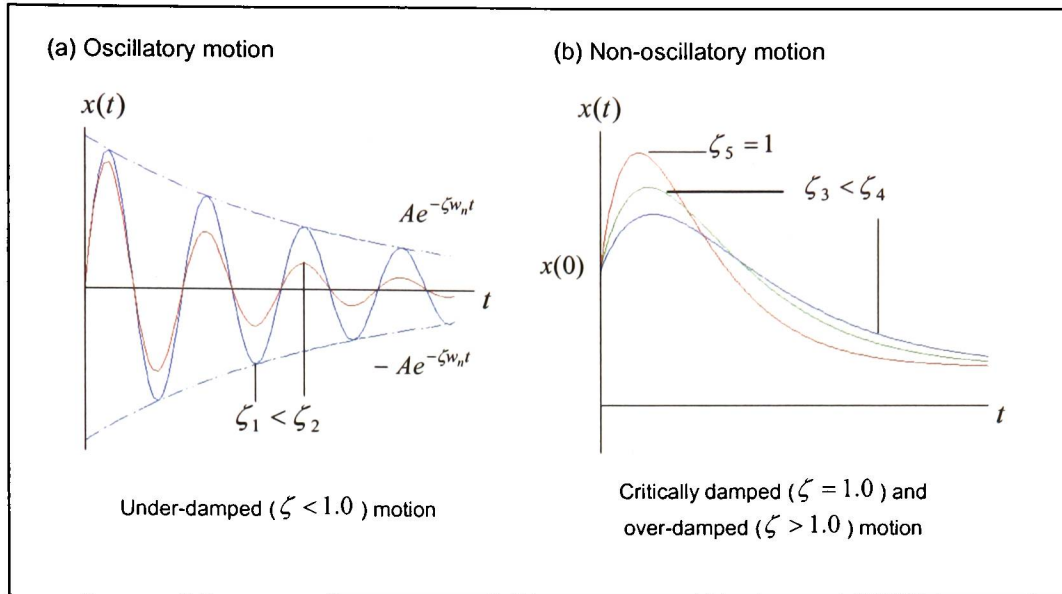 (a) Oscillatory motion
x(t)
Ae^{-ζw_n t}
t
- Ae^{-ζw_n t}
ζ₁ < ζ₂
Under-damped (ζ < 1.0) motion
(b) Non-oscillatory motion
x(t)
ζ₅ = 1
ζ₃ < ζ₄
x(0)
t
Critically damped (ζ = 1.0) and
over-damped (ζ > 1.0) motion